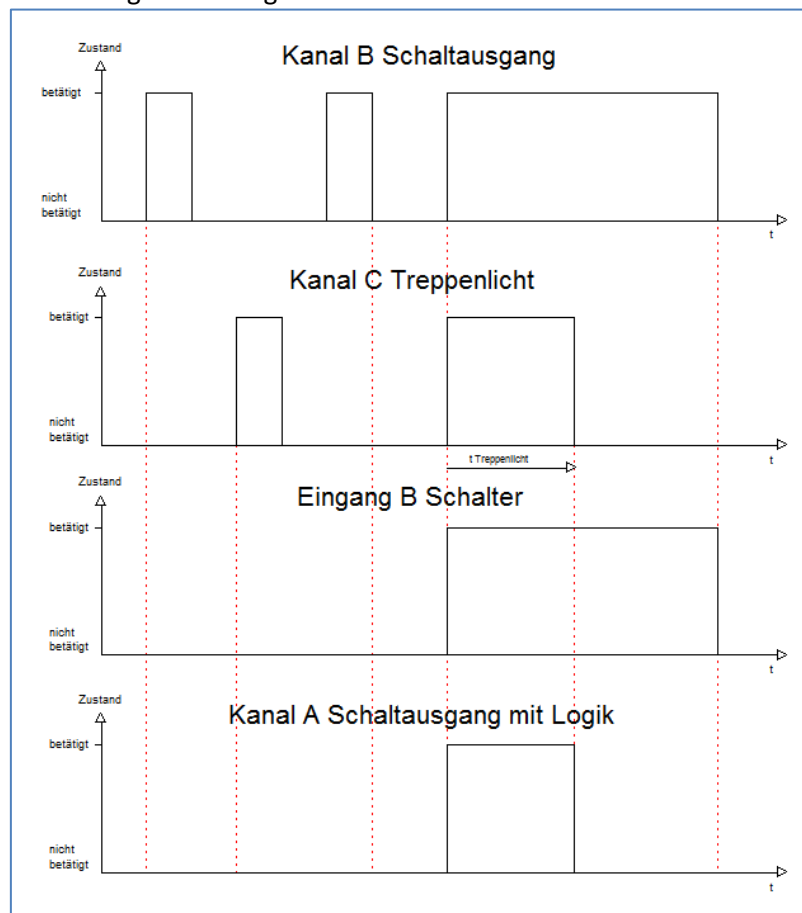 Zustand
Kanal B Schaltausgang
betätigt
nicht
betätigt
t
Zustand
Kanal C Treppenlicht
betätigt
nicht
betätigt
t Treppenlicht
t
Zustand
Eingang B Schalter
betätigt
nicht
betätigt
t
Zustand
Kanal A Schaltausgang mit Logik
betätigt
nicht
betätigt
t